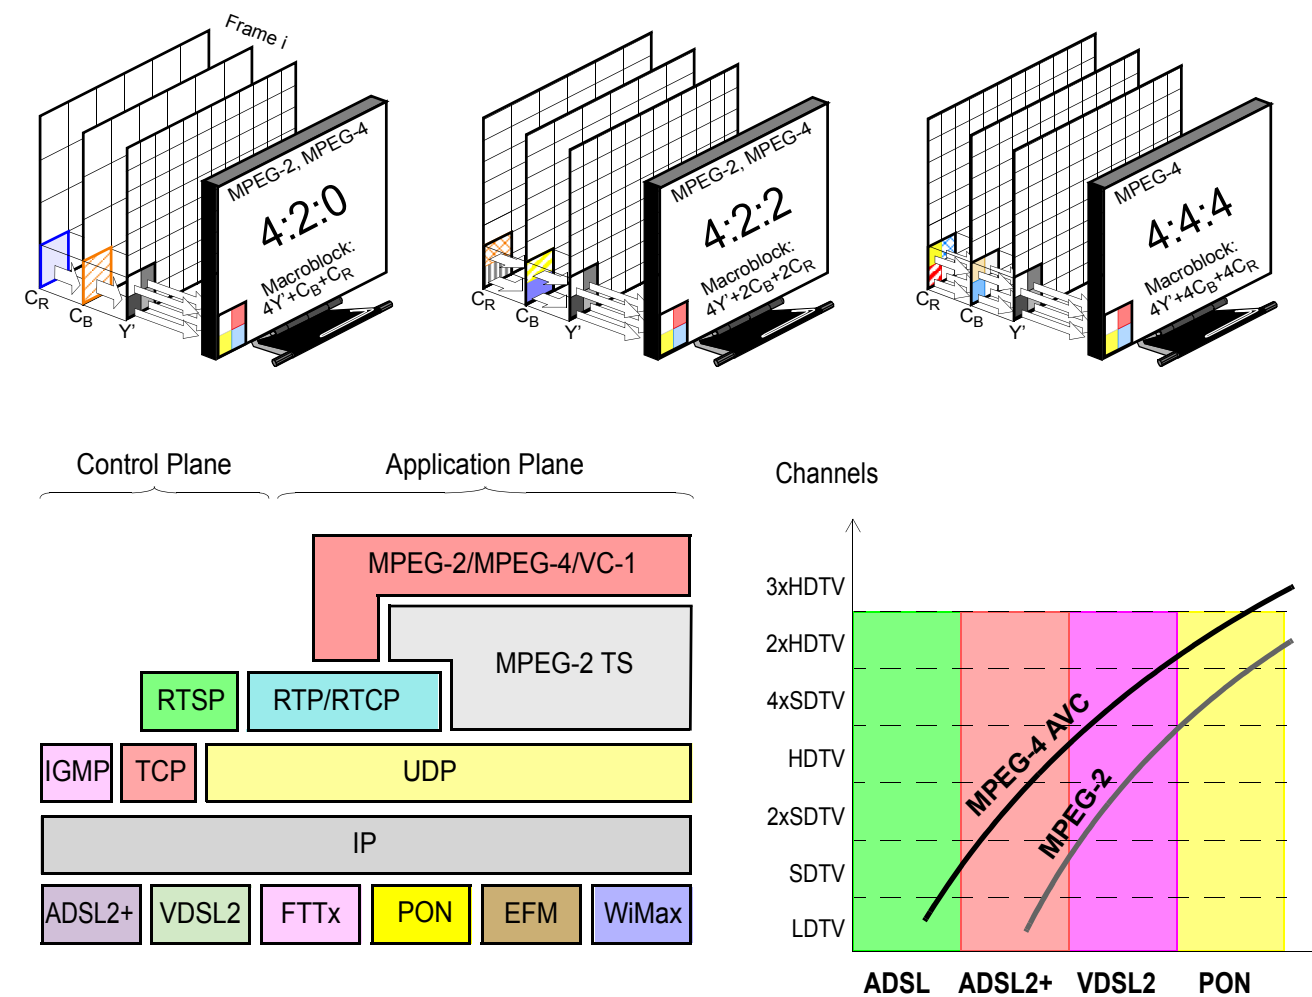 Frame i
MPEG-2, MPEG-4
4:2:0
Macroblock:
4Y'+CB+CR
CR
CB
Y'
MPEG-2, MPEG-4
4:2:2
Macroblock:
4Y'+2CB+2CR
CR
CB
Y'
MPEG-4
4:4:4
Macroblock:
4Y'+4CB+4CR
CR
CB
Y'
Control Plane
Application Plane
MPEG-2/MPEG-4/VC-1
MPEG-2 TS
RTSP
RTP/RTCP
IGMP
TCP
UDP
IP
ADSL2+
VDSL2
FTTx
PON
EFM
WiMax
Channels
3xHDTV
2xHDTV
4xSDTV
HDTV
2xSDTV
SDTV
LDTV
MPEG-4 AVC
MPEG-2
ADSL
ADSL2+
VDSL2
PON